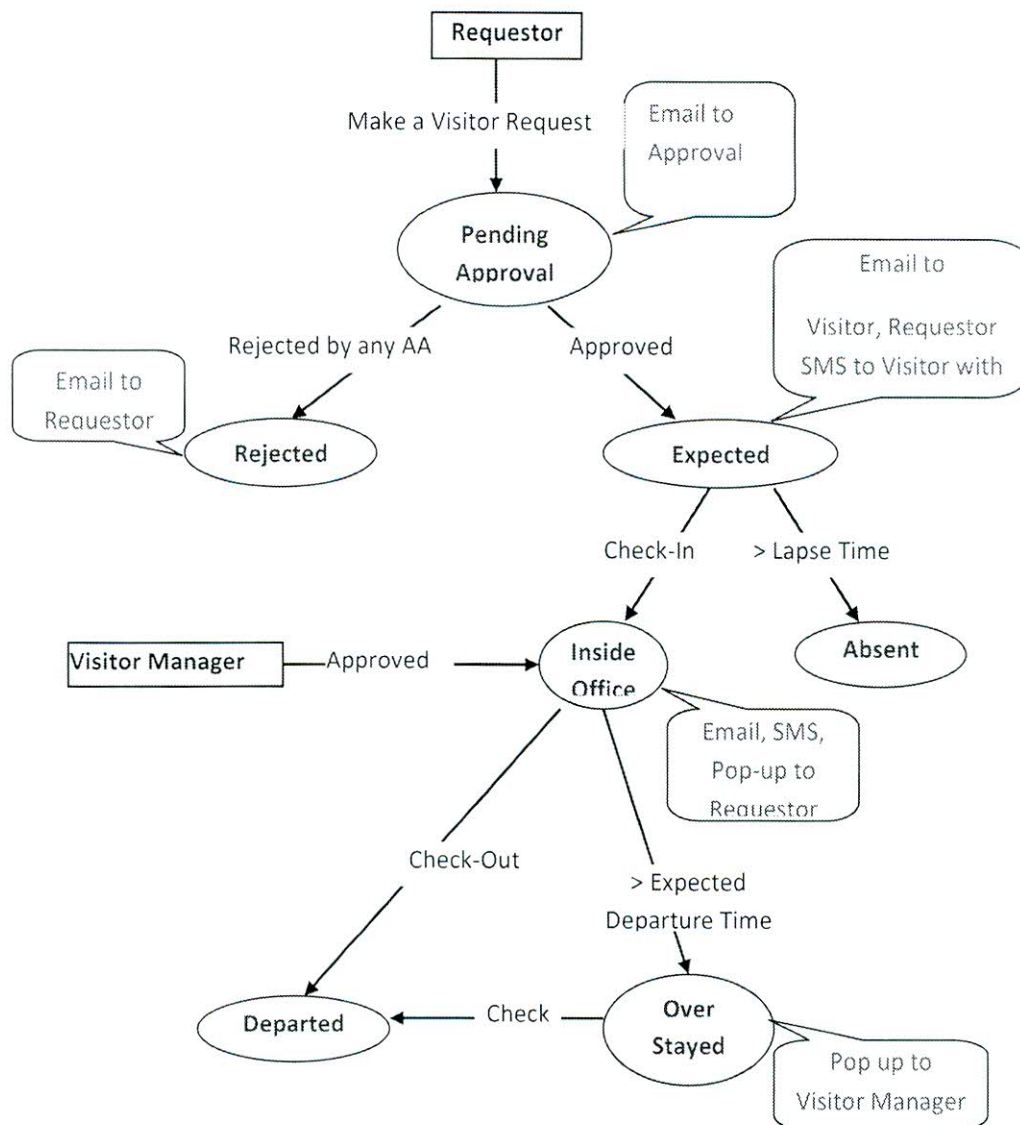 Requestor
Make a Visitor Request
Email to
Approval
Pending
Approval
Email to
Visitor, Requestor
SMS to Visitor with
Rejected by any AA
Approved
Email to
Requestor
Rejected
Expected
Check-In
> Lapse Time
Visitor Manager
Approved
Inside
Office
Absent
Email, SMS,
Pop-up to
Requestor
Check-Out
> Expected
Departure Time
Departed
Check
Over
Stayed
Pop up to
Visitor Manager